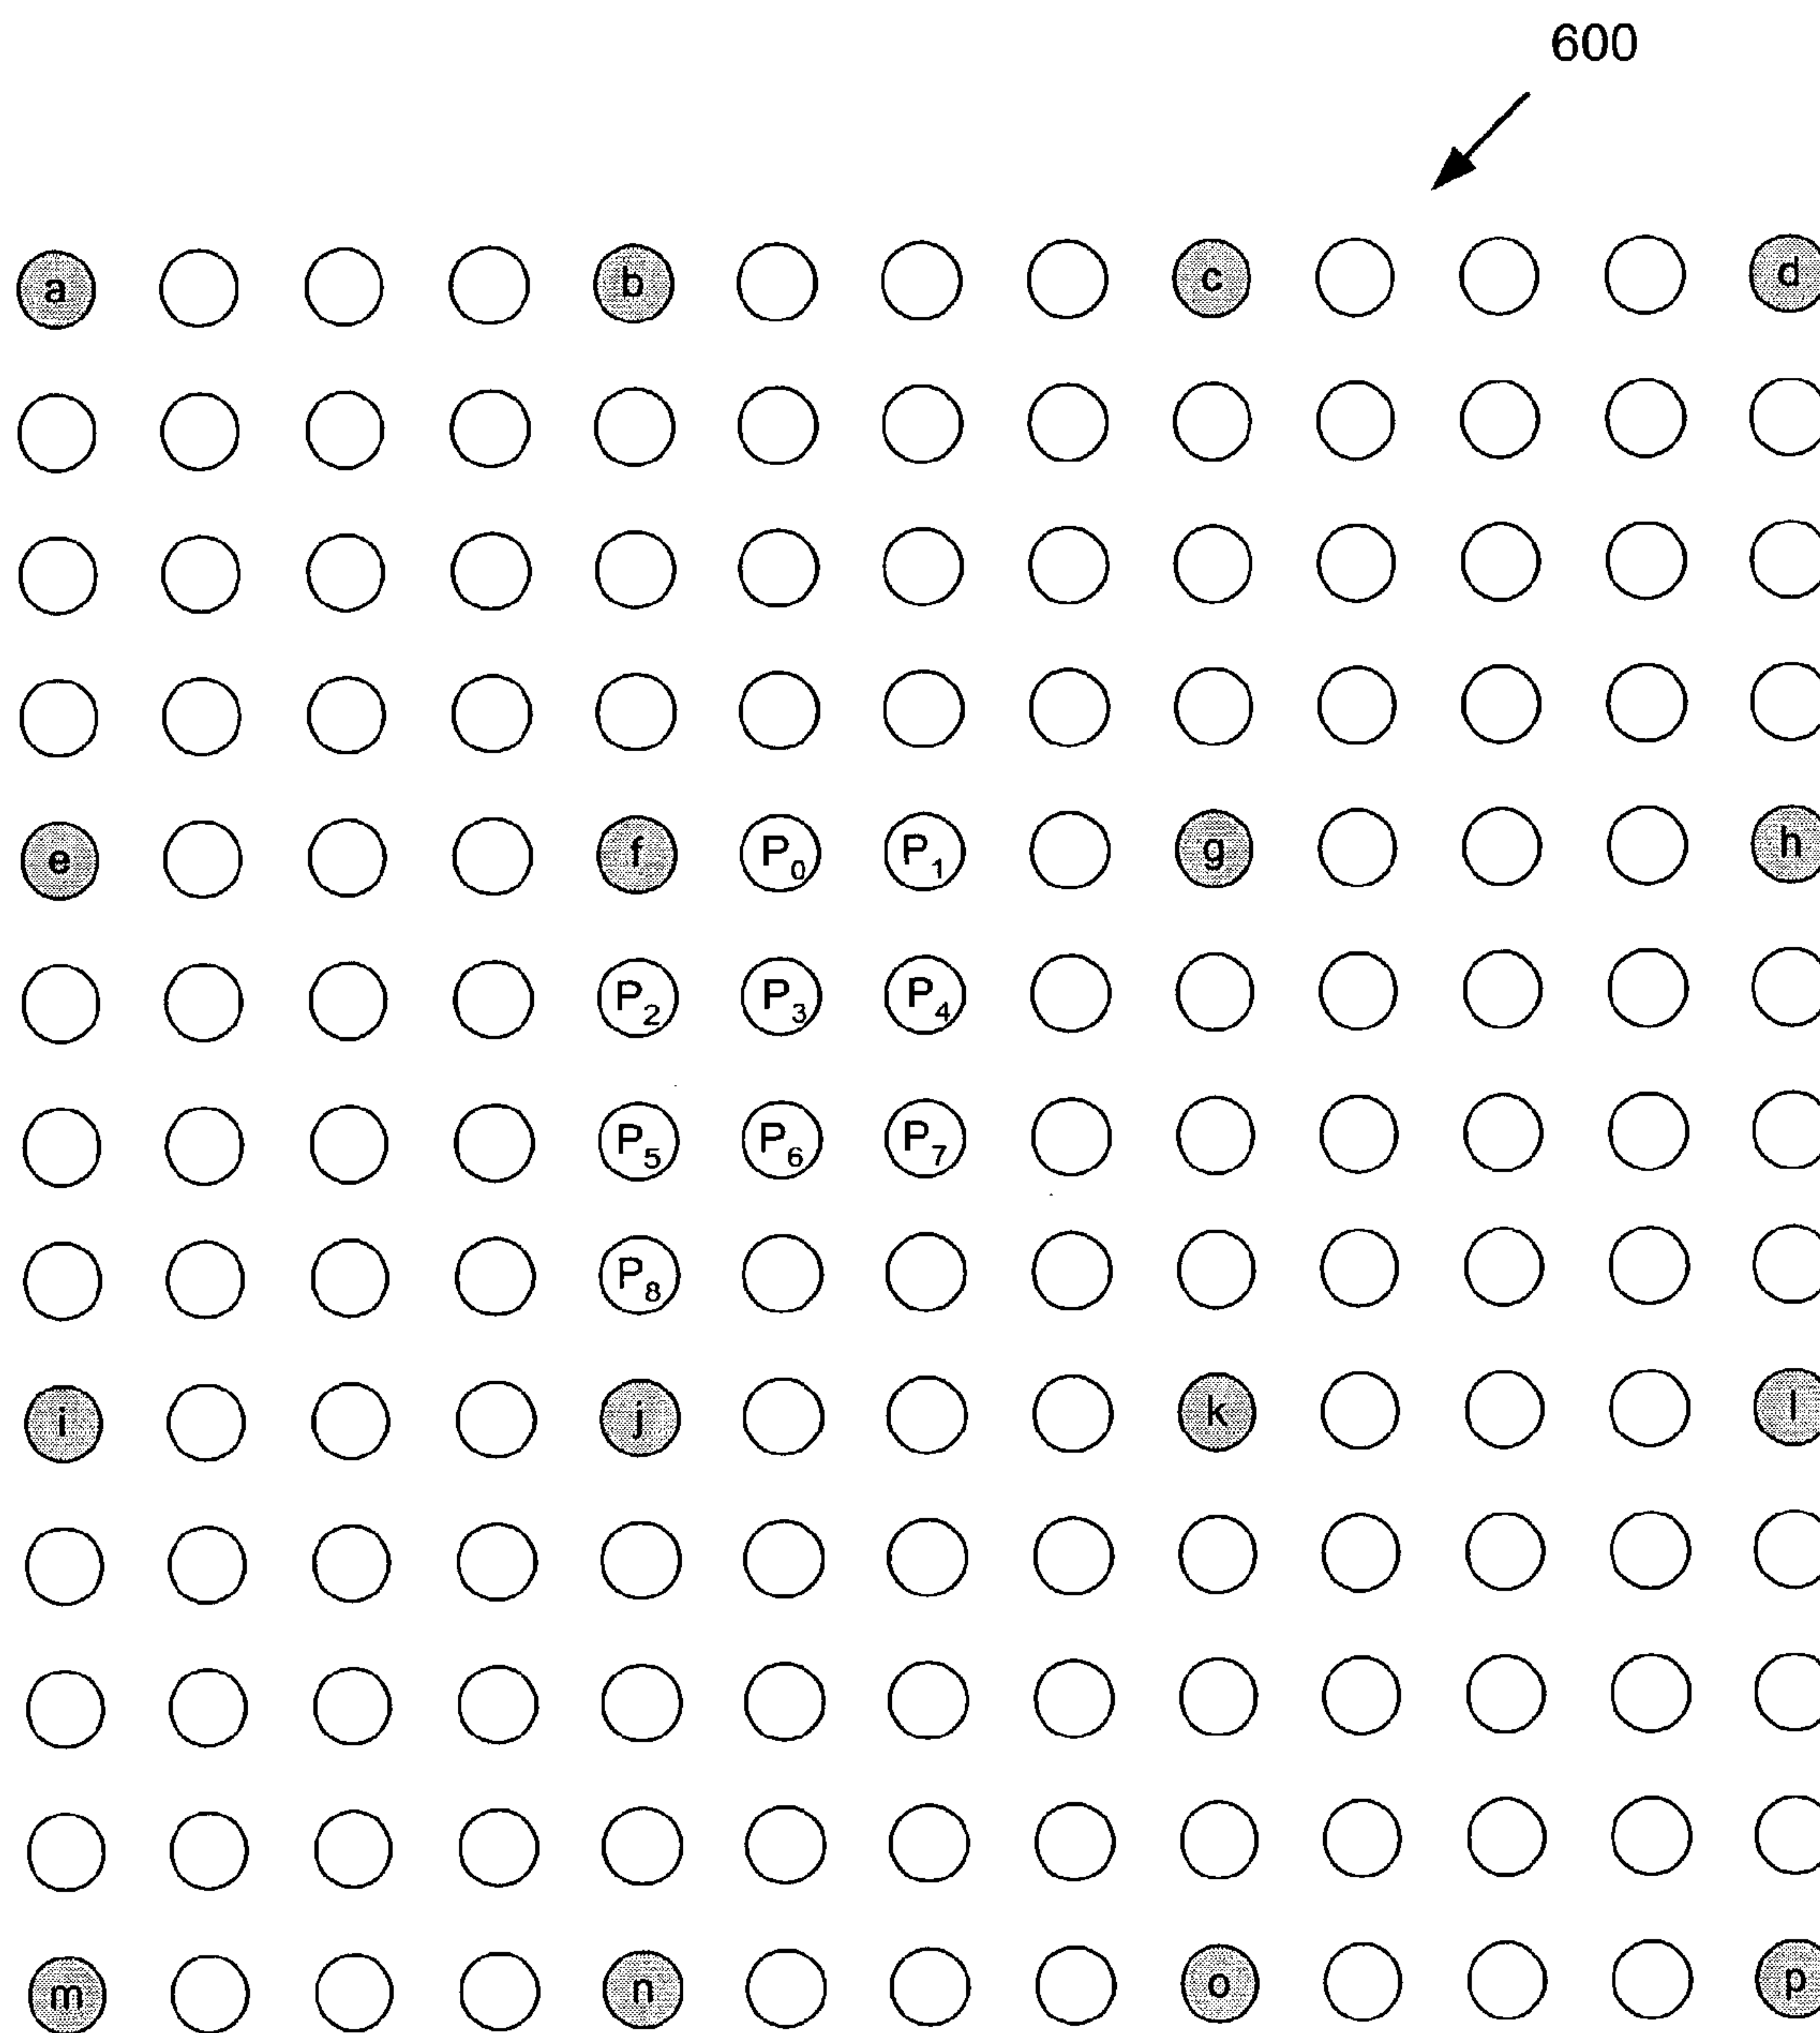 600
a b c d
e f P₀ P₁ g h
P₂ P₃ P₄
P₅ P₆ P₇
P₈
i j k l
m n o p